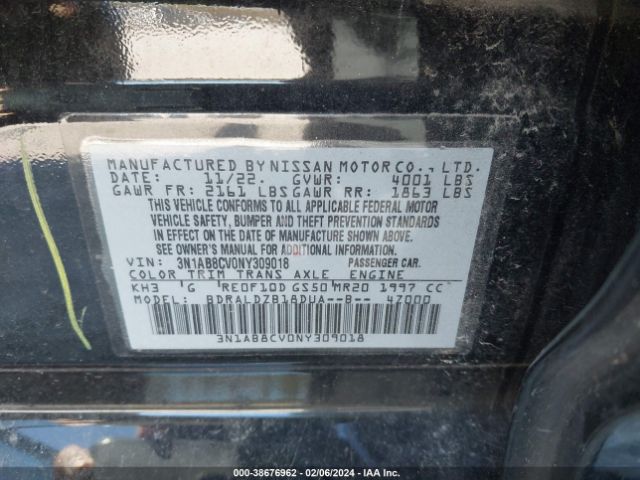 MANUFACTURED BY NISSAN MOTOR CO., LTD.
DATE: 11/22. GVWR: 4001 LBS
GAWR FR: 2161 LBS GAWR RR: 1863 LBS
THIS VEHICLE CONFORMS TO ALL APPLICABLE FEDERAL MOTOR
VEHICLE SAFETY, BUMPER AND THEFT PREVENTION STANDARDS
IN EFFECT ON THE DATE OF MANUFACTURE SHOWN ABOVE.
SEE OWNER'S MANUAL FOR ADDITIONAL INFORMATION.
VIN: 3N1AB8CV0NY309018 PASSENGER CAR.
COLOR TRIM TRANS AXLE ENGINE
KH3 G RE0F10D GS50 MR20 1997 CC
MODEL: BDRALDZB18DUA--B-- 47000
3N1AB8CV0NY309018
000-38676962 - 02/06/2024 - IAA Inc.